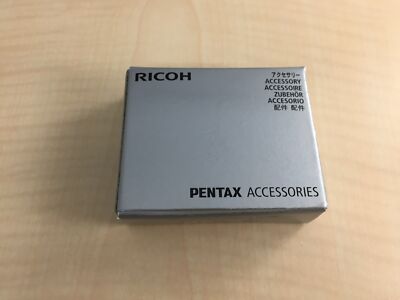 RICOH
アクセサリー
ACCESSORY
ACCESSOIRE
ZUBEHÖR
ACCESORIO
配件 配件
PENTAX ACCESSORIES